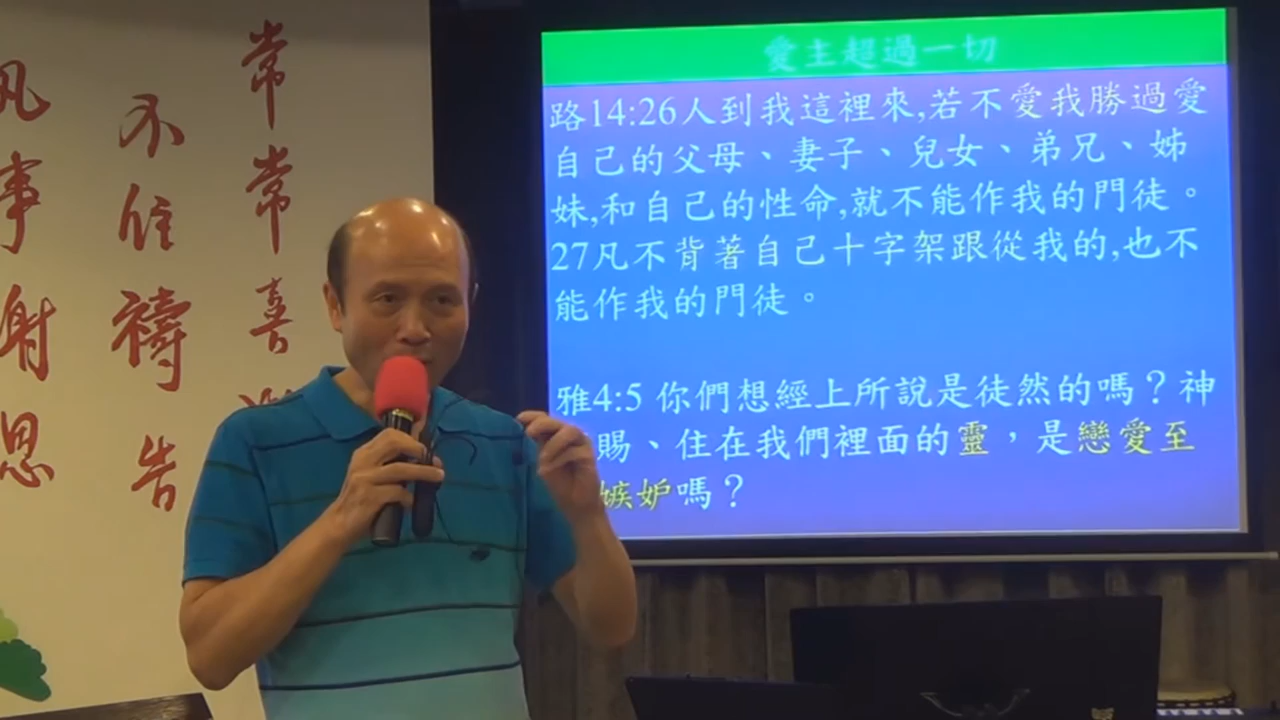 常常喜
不住禱告
凡事謝恩
愛主超過一切
路14:26人到我這裡來,若不愛我勝過愛
自己的父母、妻子、兒女、弟兄、姊
妹,和自己的性命,就不能作我的門徒。
27凡不背著自己十字架跟從我的,也不
能作我的門徒。
雅4:5 你們想經上所說是徒然的嗎？神
賜、住在我們裡面的靈，是戀愛至
嫉妒嗎？